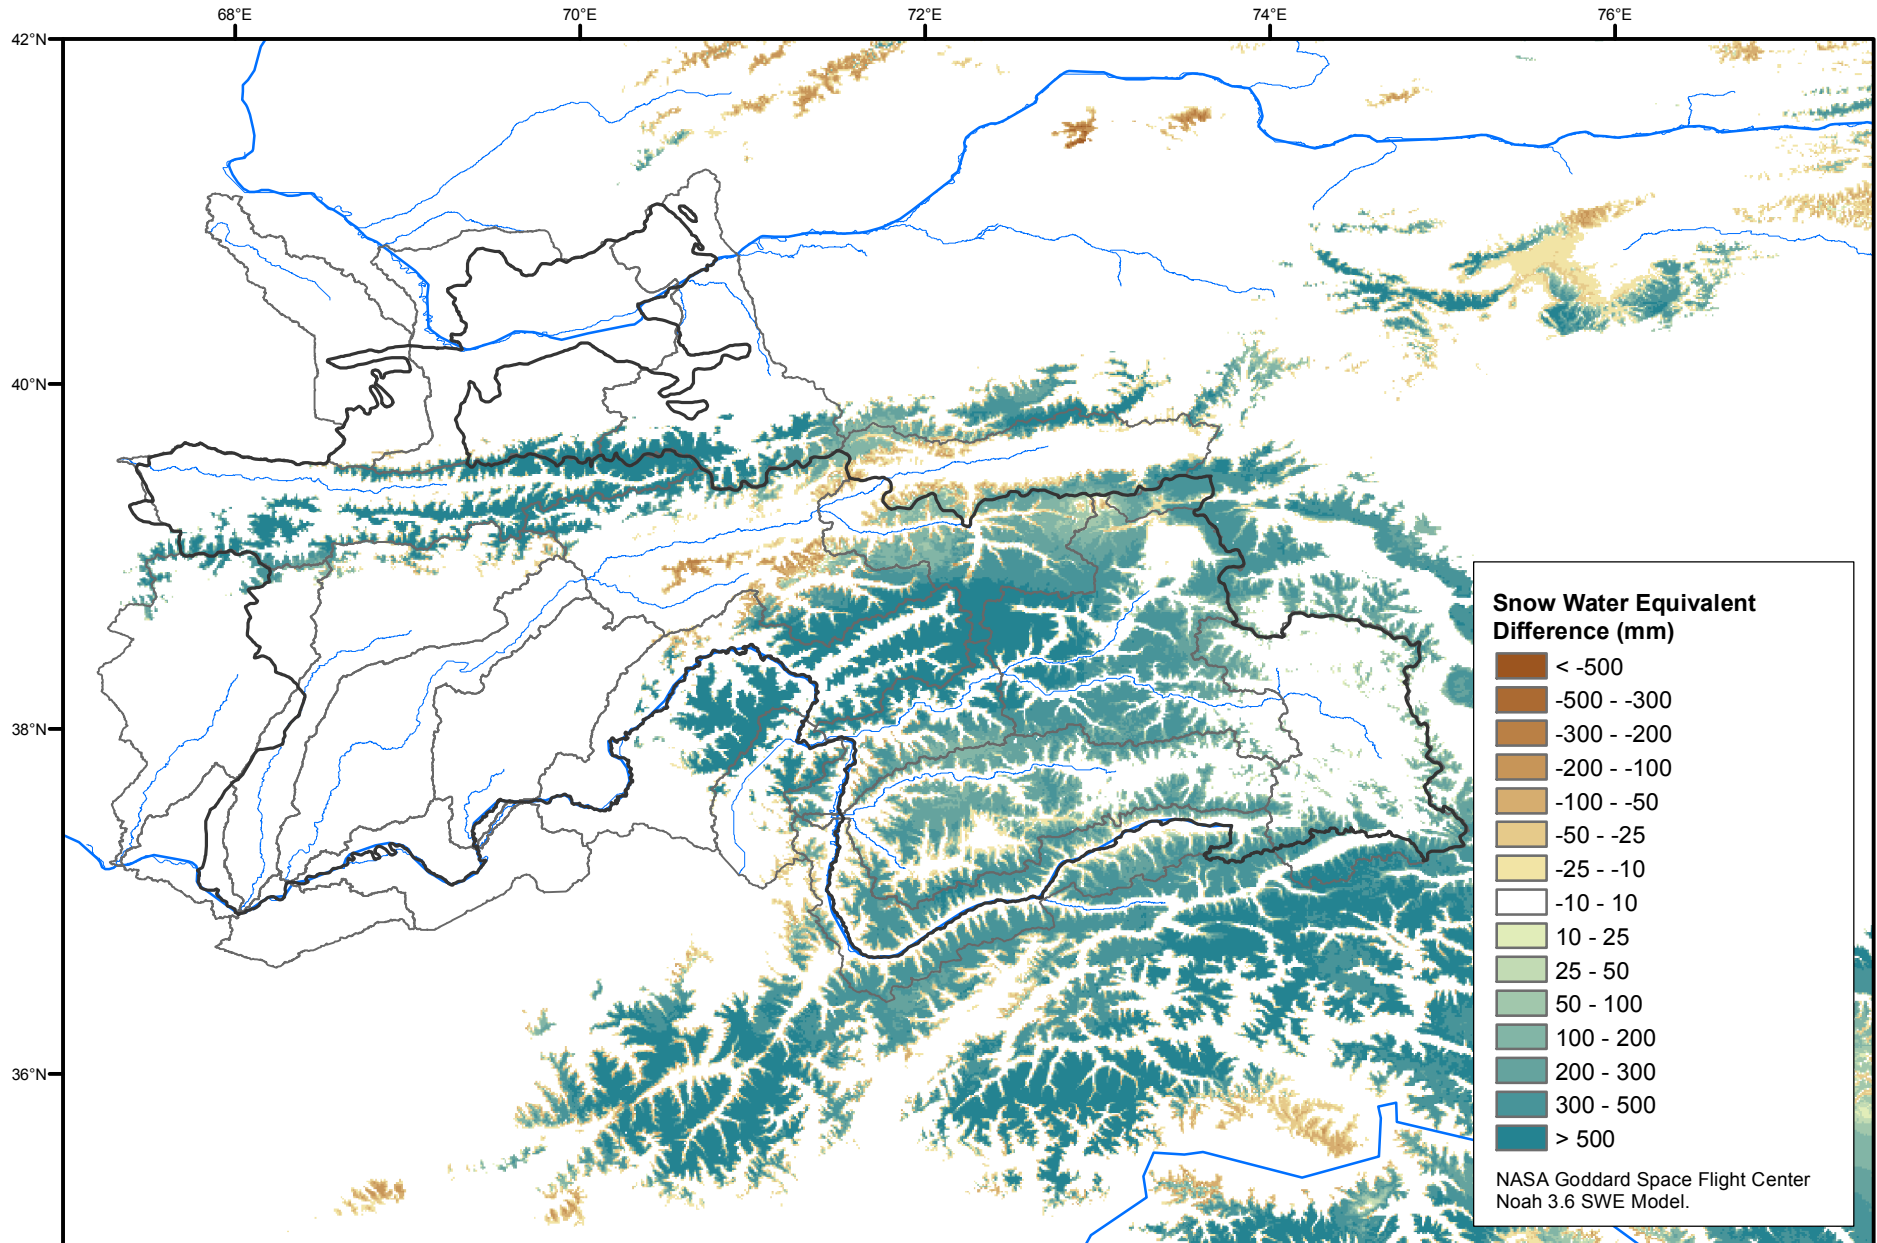 68°E
70°E
72°E
74°E
76°E
42°N
40°N
38°N
36°N
Snow Water Equivalent
Difference (mm)
< -500
-500 - -300
-300 - -200
-200 - -100
-100 - -50
-50 - -25
-25 - -10
-10 - 10
10 - 25
25 - 50
50 - 100
100 - 200
200 - 300
300 - 500
> 500
NASA Goddard Space Flight Center
Noah 3.6 SWE Model.